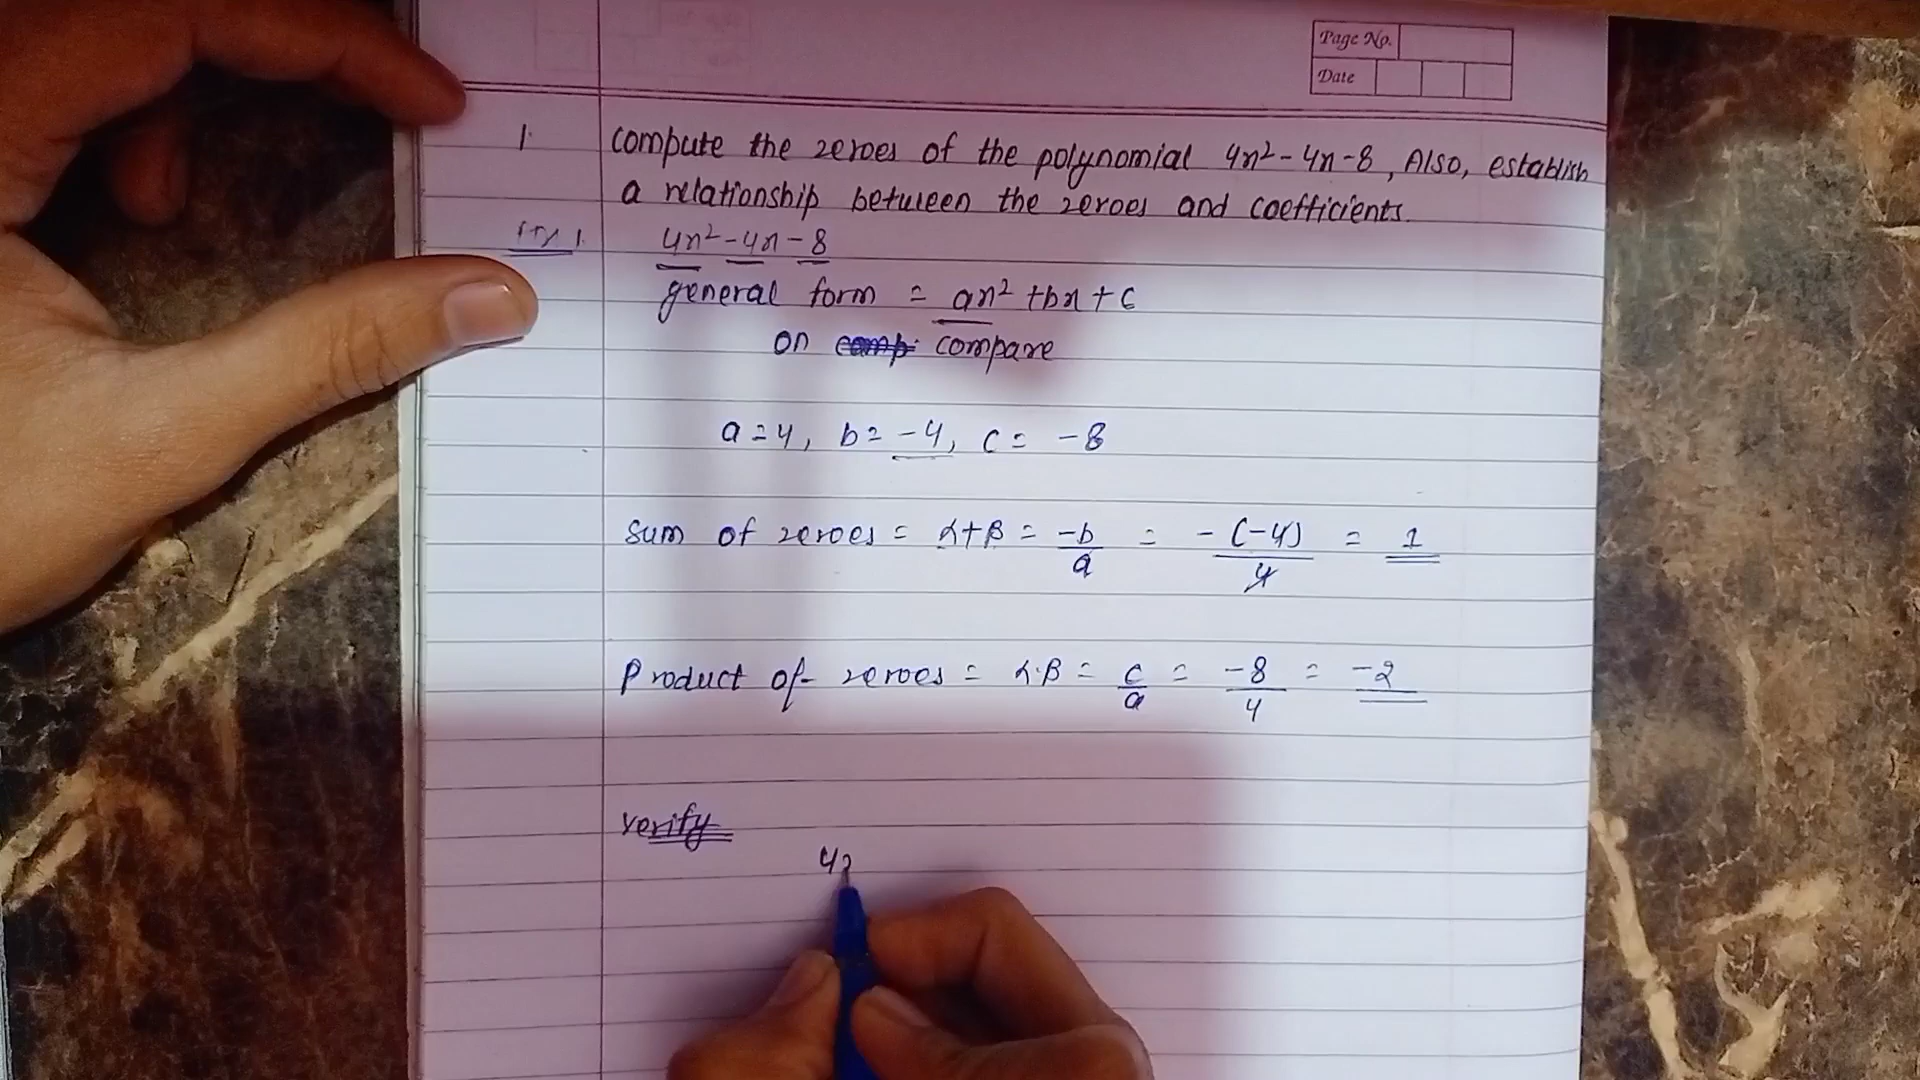 Page No.
Date
1. compute the zeroes of the polynomial 4x² - 4x - 8, Also, establish
a relationship between the zeroes and coefficients.
1.
4x² - 4x - 8
general form = ax² + bx + c
on comp. compare
a = 4, b = -4, c = -8
sum of zeroes = α+β = -b/a = -(-4)/4 = 1
Product of zeroes = α.β = c/a = -8/4 = -2
verify